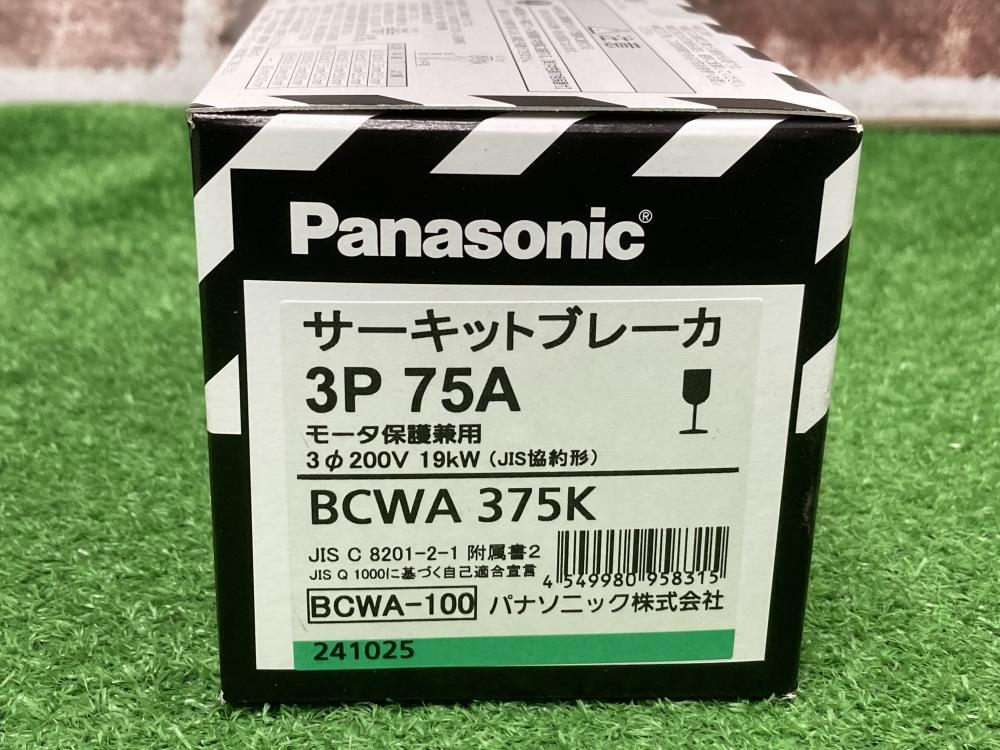 Panasonic®
サーキットブレーカ
3P 75A
モータ保護兼用
3φ200V 19kW (JIS協約形)
BCWA 375K
JIS C 8201-2-1 附属書2
JIS Q 1000に基づく自己適合宣言
4 549980 958315
BCWA-100 パナソニック株式会社
241025